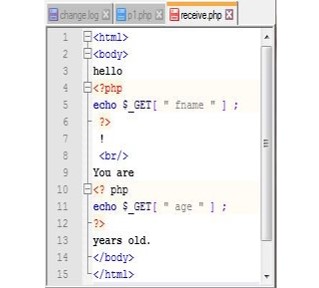 change.log p1.php receive.php
1 <html>
2 <body>
3 hello
4 <?php
5 echo $_GET[ " fname " ] ;
6 ?>
7 !
8 <br/>
9 You are
10 <? php
11 echo $_GET[ " age " ] ;
12 ?>
13 years old.
14 </body>
15 </html>